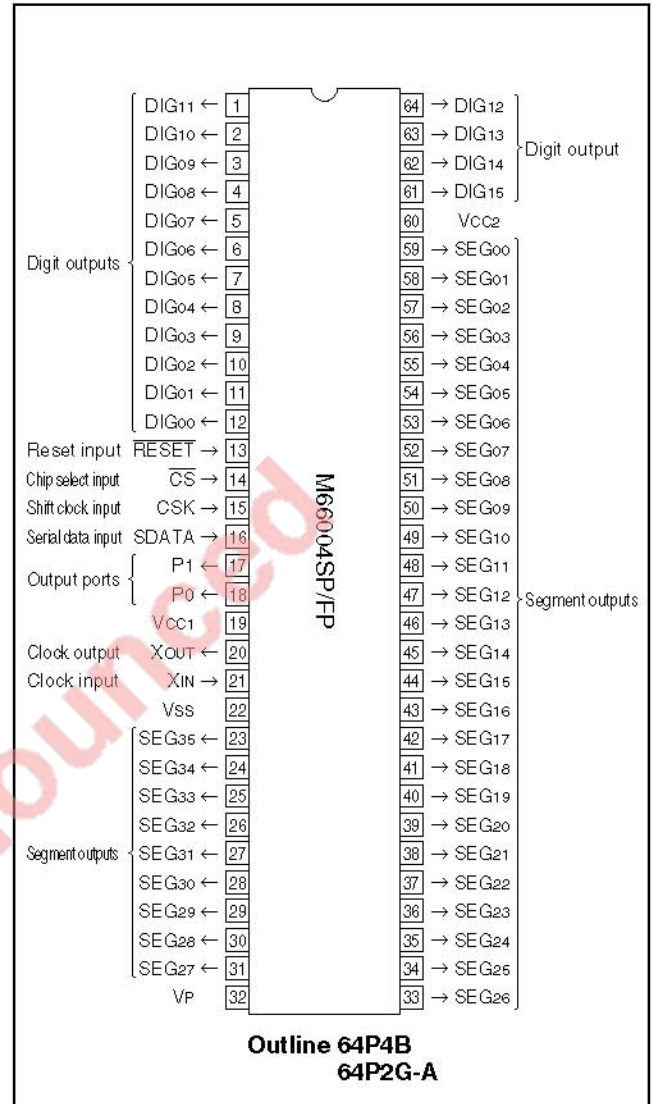 DIG11 ← 1
DIG10 ← 2
DIG09 ← 3
DIG08 ← 4
DIG07 ← 5
DIG06 ← 6
DIG05 ← 7
DIG04 ← 8
DIG03 ← 9
DIG02 ← 10
DIG01 ← 11
DIG00 ← 12
Digit outputs
Reset input RESET → 13
Chip select input CS → 14
Shift clock input CSK → 15
Serial data input SDATA → 16
P1 ← 17
Output ports
P0 ← 18
VCC1 19
Clock output XOUT ← 20
Clock input XIN → 21
VSS 22
SEG35 ← 23
SEG34 ← 24
SEG33 ← 25
SEG32 ← 26
Segment outputs SEG31 ← 27
SEG30 ← 28
SEG29 ← 29
SEG28 ← 30
SEG27 ← 31
VP 32
M66004SP/FP
64 → DIG12
63 → DIG13
Digit output
62 → DIG14
61 → DIG15
60 VCC2
59 → SEG00
58 → SEG01
57 → SEG02
56 → SEG03
55 → SEG04
54 → SEG05
53 → SEG06
52 → SEG07
51 → SEG08
50 → SEG09
49 → SEG10
48 → SEG11
47 → SEG12
Segment outputs
46 → SEG13
45 → SEG14
44 → SEG15
43 → SEG16
42 → SEG17
41 → SEG18
40 → SEG19
39 → SEG20
38 → SEG21
37 → SEG22
36 → SEG23
35 → SEG24
34 → SEG25
33 → SEG26
Outline 64P4B
64P2G-A
ounced